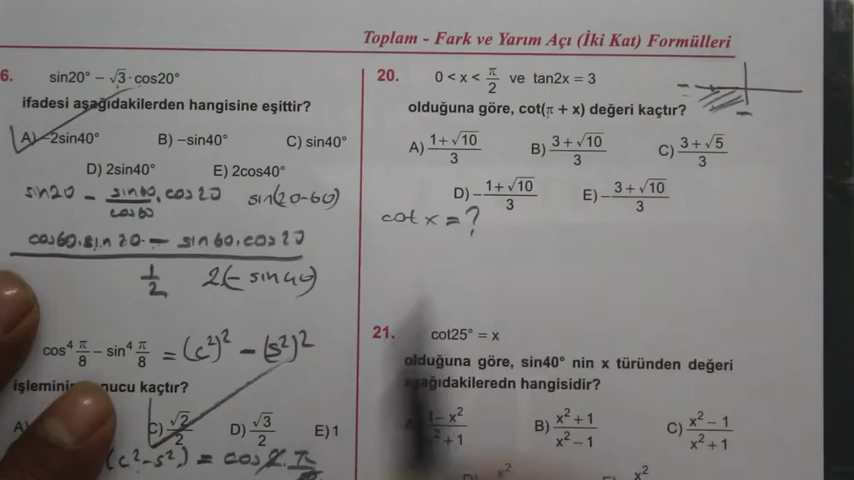 Toplam - Fark ve Yarım Açı (İki Kat) Formülleri
6. sin20° – √3 · cos20°
ifadesi aşağıdakilerden hangisine eşittir?
A) –2sin40° B) –sin40° C) sin40°
D) 2sin40° E) 2cos40°
sin20 – sin60/cos60 . cos20 sin(20-60)
cos60.sin20 – sin60.cos20
1/2 2(-sin40)
cos⁴ π/8 – sin⁴ π/8 = (c²)² – (s²)²
işleminin
ucu kaçtır?
C) √2/2 D) √3/2 E) 1
(c²-s²) = cos 2.π
20. 0 < x < π/2 ve tan2x = 3
olduğuna göre, cot(π + x) değeri kaçtır?
A) (1+√10)/3 B) (3+√10)/3 C) (3+√5)/3
D) –(1+√10)/3 E) –(3+√10)/3
cot x = ?
21. cot25° = x
olduğuna göre, sin40° nin x türünden değeri
aşağıdakiledn hangisidir?
B) (x²+1)/(x²–1) C) (x²–1)/(x²+1)